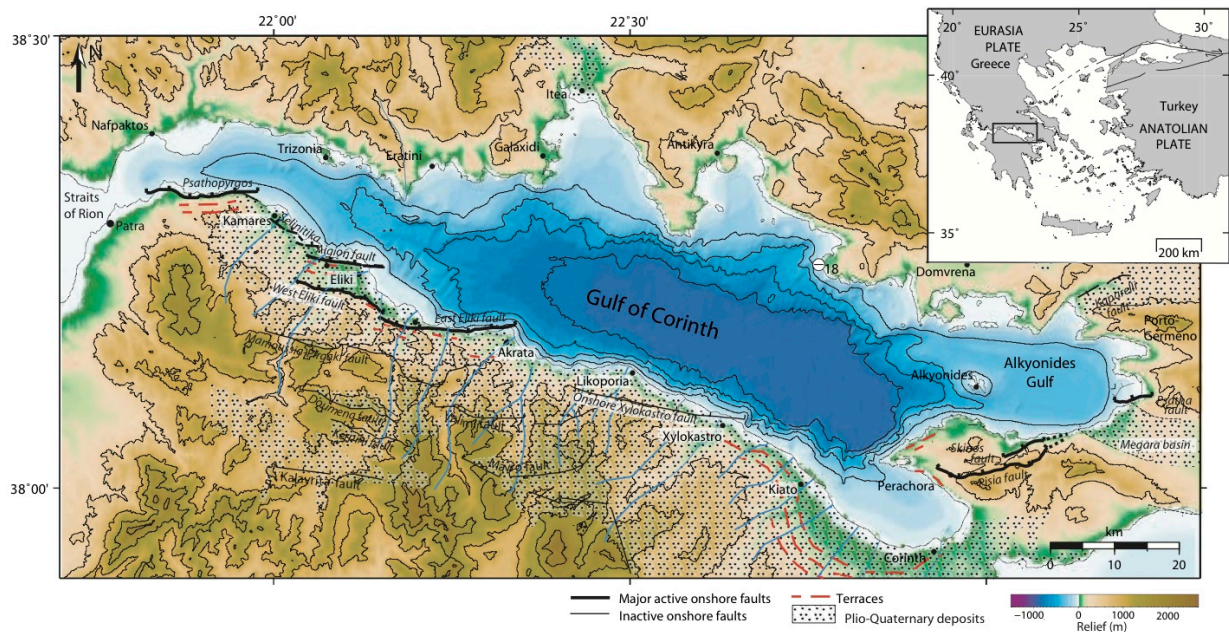 22°00'
22°30'
38°30'
38°00'
N
20°
25°
30°
40°
35°
EURASIA
PLATE
Greece
Turkey
ANATOLIAN
PLATE
200 km
Itea
Nafpaktos
Trizonia
Eratini
Galaxidi
Antikyra
Straits
of Rion
Psathopyrgos
Patra
Kamares
Selinitika
Aigion fault
Eliki
West Eliki fault
East Eliki fault
Akrata
Gulf of Corinth
18
Domvrena
Kaparelli
fault
Porto-
Germeno
Alkyonides
Alkyonides
Gulf
Likoporia
Onshore Xylokastro fault
Xylokastro
Doumena fault
Kalavrita fault
Kiato
Corinth
Perachora
Skinos
fault
Pisia fault
fault
Megara basin
km
0
10
20
Major active onshore faults
Inactive onshore faults
Terraces
Plio-Quaternary deposits
−1000
0
1000
2000
Relief (m)